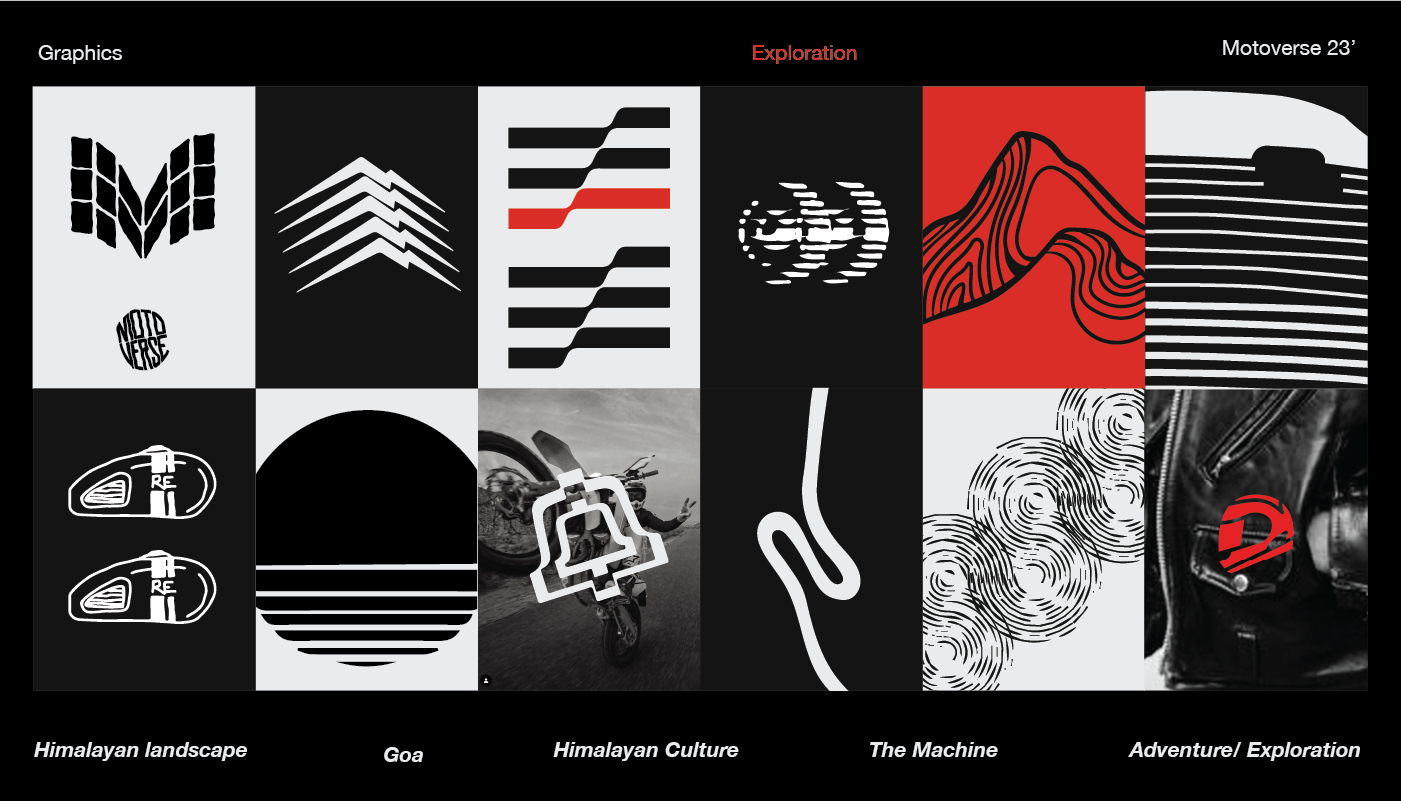 Graphics
Exploration
Motoverse 23’
MOTO
VERSE
RE
RE
Himalayan landscape
Goa
Himalayan Culture
The Machine
Adventure/ Exploration